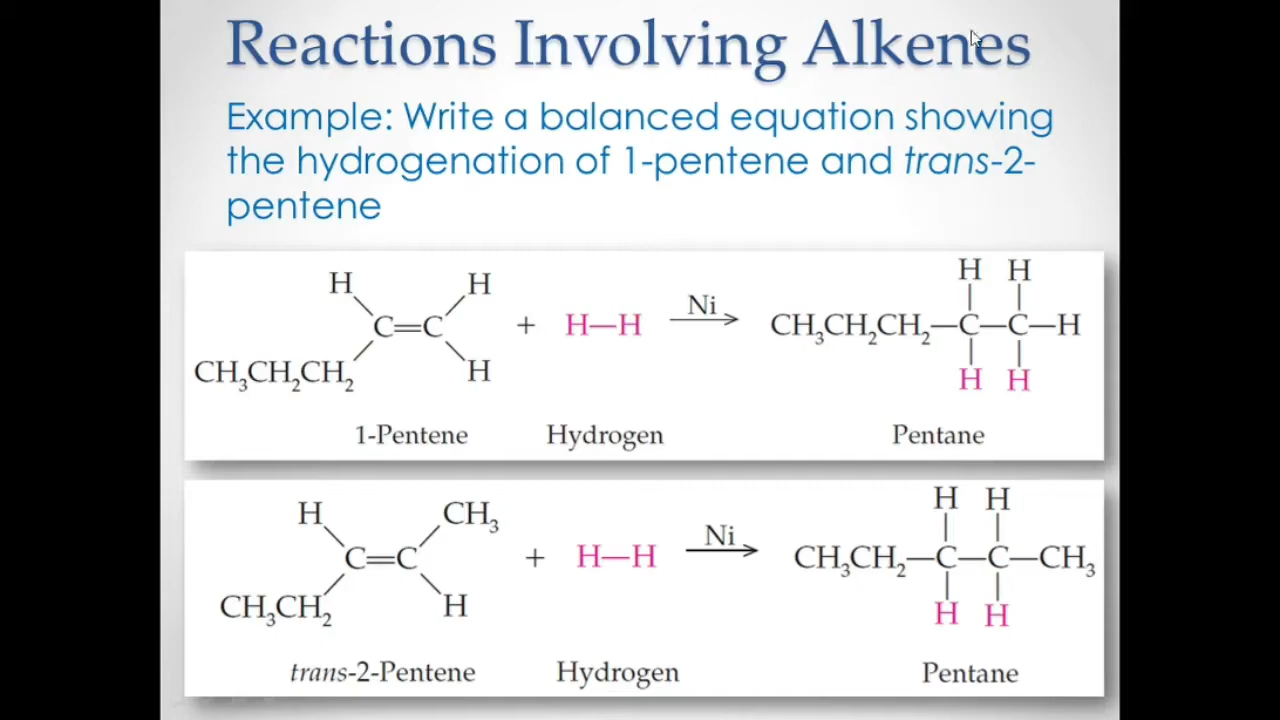 Reactions Involving Alkenes
Example: Write a balanced equation showing
the hydrogenation of 1-pentene and trans-2-
pentene
H H
C=C + H—H Ni CH₃CH₂CH₂—C—C—H
H H
CH₃CH₂CH₂ H
H H
1-Pentene Hydrogen Pentane
H CH₃
C=C + H—H Ni CH₃CH₂—C—C—CH₃
H H
CH₃CH₂ H
H H
trans-2-Pentene Hydrogen Pentane